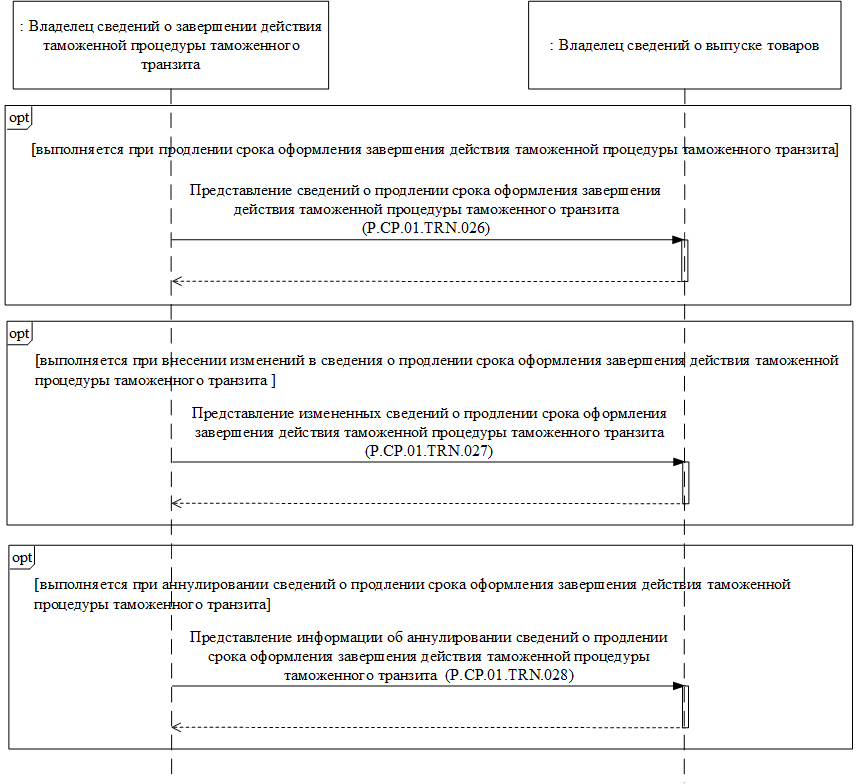 : Владелец сведений о завершении действия
таможенной процедуры таможенного
транзита
: Владелец сведений о выпуске товаров
opt
[выполняется при продлении срока оформления завершения действия таможенной процедуры таможенного транзита]
Представление сведений о продлении срока оформления завершения
действия таможенной процедуры таможенного транзита
(P.CP.01.TRN.026)
opt
[выполняется при внесении изменений в сведения о продлении срока оформления завершения действия таможенной
процедуры таможенного транзита ]
Представление измененных сведений о продлении срока оформления
завершения действия таможенной процедуры таможенного транзита
(P.CP.01.TRN.027)
opt
[выполняется при аннулировании сведений о продлении срока оформления завершения действия таможенной
процедуры таможенного транзита]
Представление информации об аннулировании сведений о продлении
срока оформления завершения действия таможенной процедуры
таможенного транзита (P.CP.01.TRN.028)